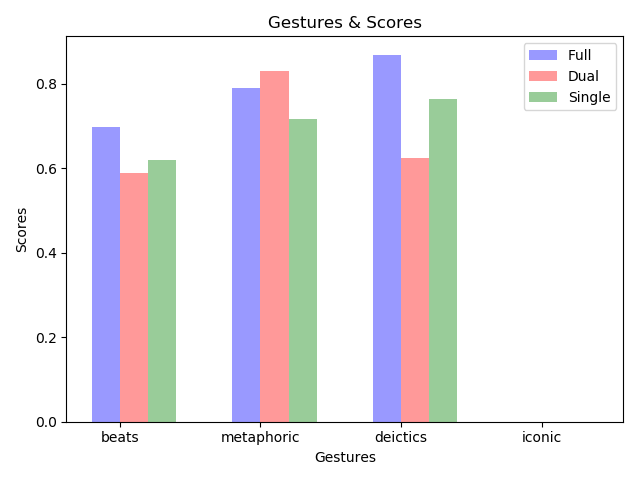 Gestures & Scores
Full
Dual
Single
Scores
0.8
0.6
0.4
0.2
0.0
beats metaphoric deictics iconic
Gestures